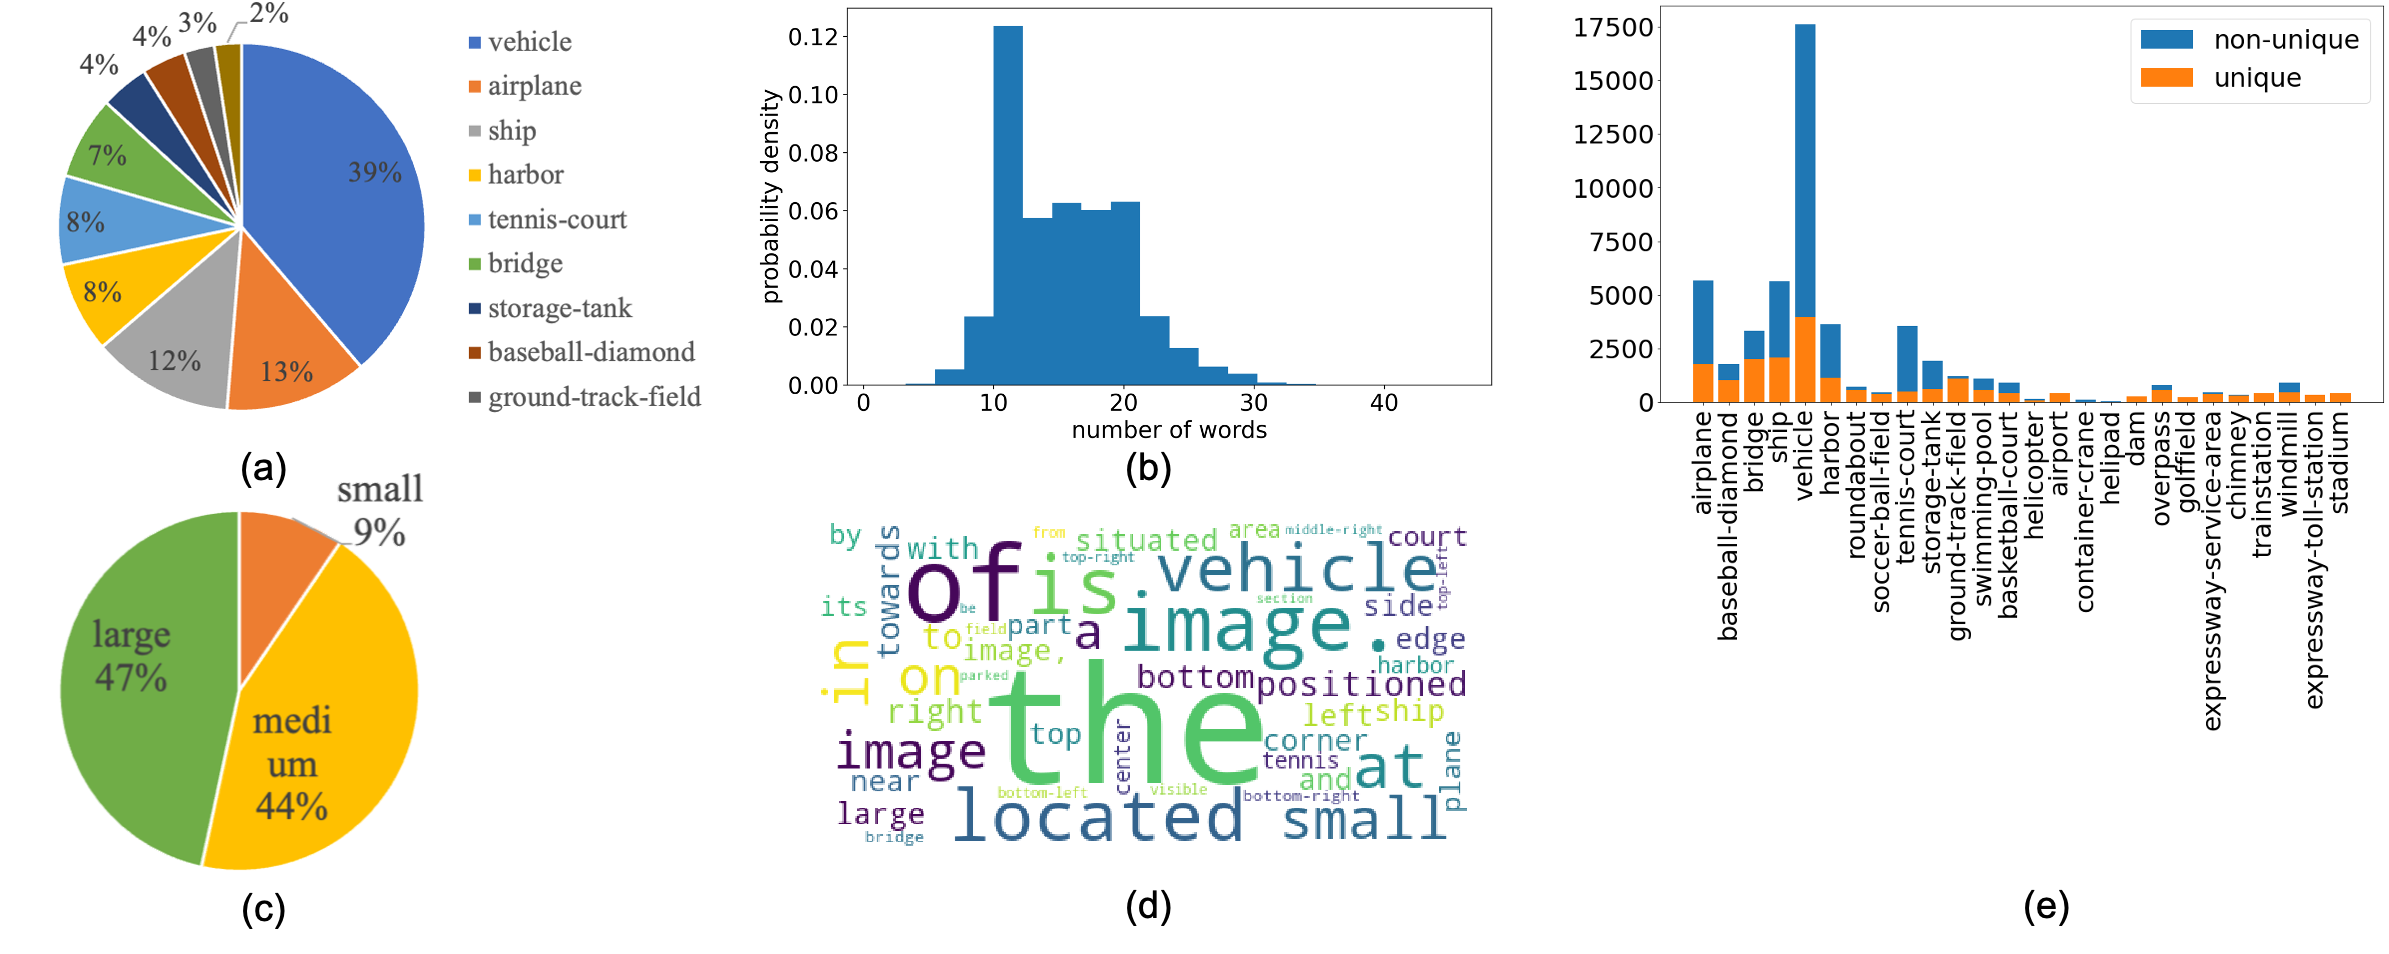 2%
3%
4%
4%
7%
8%
8%
12%
13%
39%
vehicle
airplane
ship
harbor
tennis-court
bridge
storage-tank
baseball-diamond
ground-track-field
(a)
probability density
0.12
0.10
0.08
0.06
0.04
0.02
0.00
0 10 20 30 40
number of words
(b)
17500
15000
12500
10000
7500
5000
2500
0
non-unique
unique
airplane
baseball-diamond
bridge
ship
vehicle
harbor
roundabout
soccer-ball-field
tennis-court
storage-tank
ground-track-field
swimming-pool
basketball-court
helicopter
airport
container-crane
helipad
dam
overpass
golffield
expressway-service-area
chimney
trainstation
windmill
expressway-toll-station
stadium
small
9%
large
47%
medi
um
44%
(c)
by
towards
with
from
situated
area
middle-right
court
of
is
top-right
vehicle
top-left
its
be
section
side
to
field
part
a
image.
edge
in
image,
harbor
on
parked
the
bottom
positioned
right
left
ship
top
center
corner
image
tennis
at
plane
near
and
bottom-left
visible
bottom-right
large
located
small
bridge
(d)
(e)